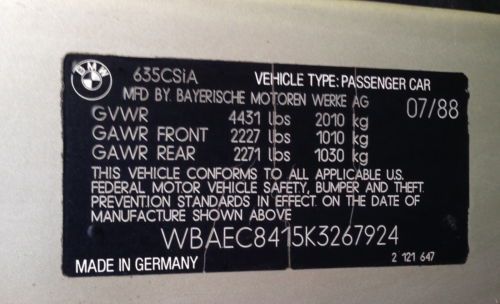 BMW
635CSiA VEHICLE TYPE: PASSENGER CAR
MFD BY. BAYERISCHE MOTOREN WERKE AG 07/88
GVWR 4431 lbs 2010 kg
GAWR FRONT 2227 lbs 1010 kg
GAWR REAR 2271 lbs 1030 kg
THIS VEHICLE CONFORMS TO ALL APPLICABLE U.S.
FEDERAL MOTOR VEHICLE SAFETY, BUMPER AND THEFT
PREVENTION STANDARDS IN EFFECT ON THE DATE OF
MANUFACTURE SHOWN ABOVE
WBAEC8415K3267924
MADE IN GERMANY 2 121 647